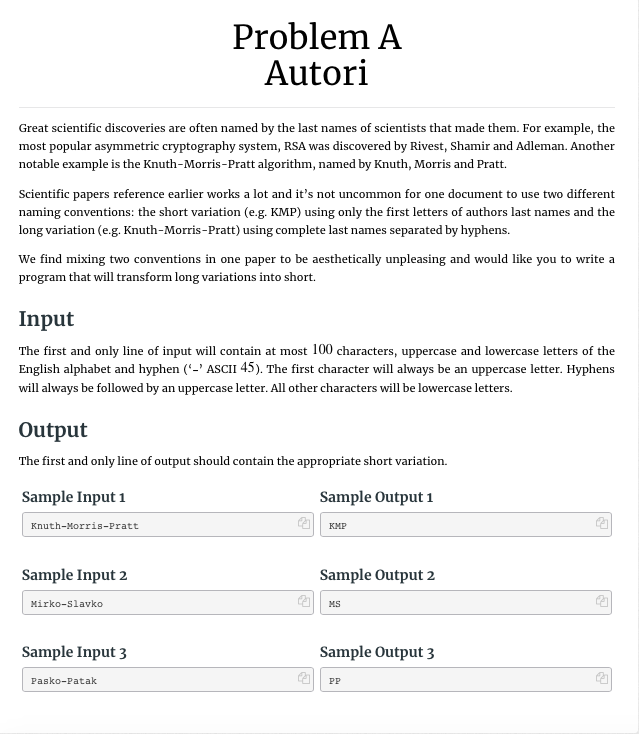 Problem A
Autori
Great scientific discoveries are often named by the last names of scientists that made them. For example, the
most popular asymmetric cryptography system, RSA was discovered by Rivest, Shamir and Adleman. Another
notable example is the Knuth-Morris-Pratt algorithm, named by Knuth, Morris and Pratt.
Scientific papers reference earlier works a lot and it's not uncommon for one document to use two different
naming conventions: the short variation (e.g. KMP) using only the first letters of authors last names and the
long variation (e.g. Knuth-Morris-Pratt) using complete last names separated by hyphens.
We find mixing two conventions in one paper to be aesthetically unpleasing and would like you to write a
program that will transform long variations into short.
Input
The first and only line of input will contain at most 100 characters, uppercase and lowercase letters of the
English alphabet and hyphen ('-' ASCII 45). The first character will always be an uppercase letter. Hyphens
will always be followed by an uppercase letter. All other characters will be lowercase letters.
Output
The first and only line of output should contain the appropriate short variation.
Sample Input 1 Sample Output 1
Knuth-Morris-Pratt KMP
Sample Input 2 Sample Output 2
Mirko-Slavko MS
Sample Input 3 Sample Output 3
Pasko-Patak PP